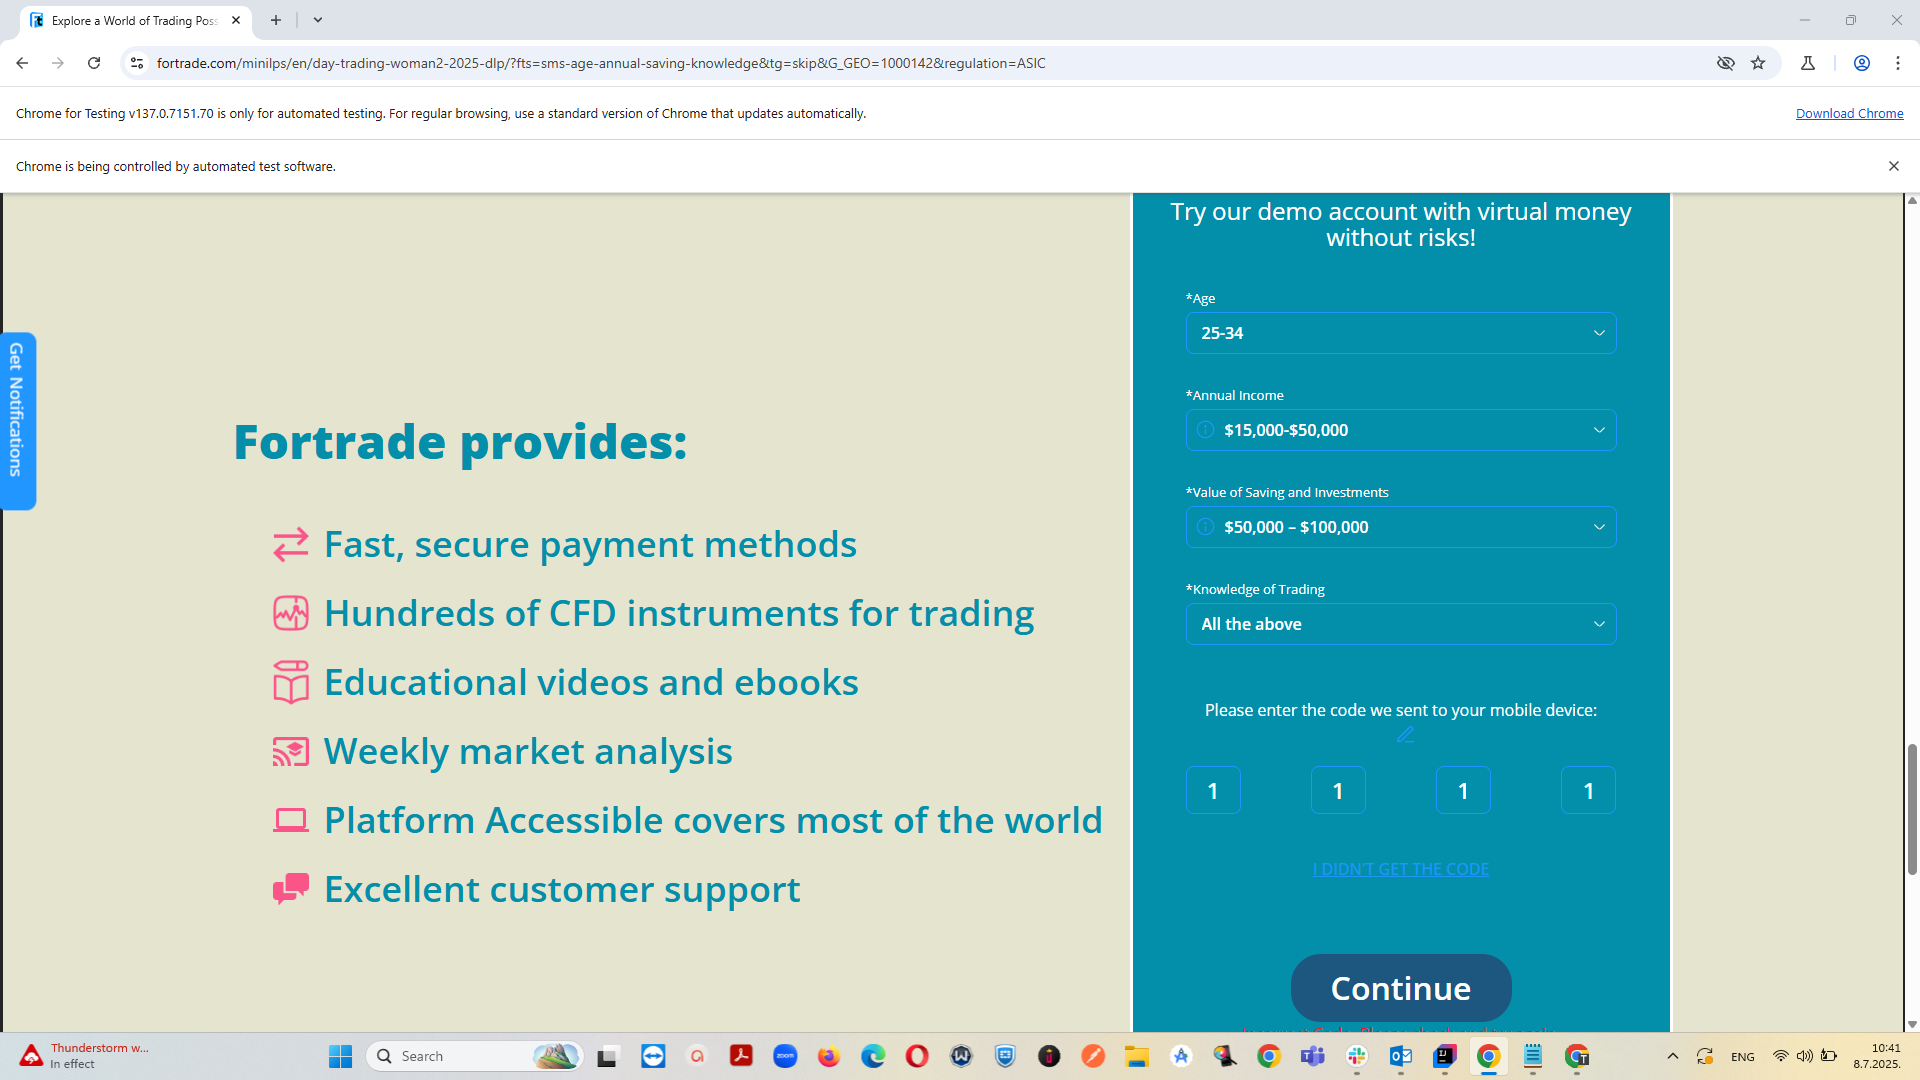 Explore a World of Trading Poss
fortrade.com/minilps/en/day-trading-woman2-2025-dlp/?fts=sms-age-annual-saving-knowledge&tg=skip&G_GEO=1000142&regulation=ASIC
Chrome for Testing v137.0.7151.70 is only for automated testing. For regular browsing, use a standard version of Chrome that updates automatically.
Download Chrome
Chrome is being controlled by automated test software.
Get Notifications
Fortrade provides:
Fast, secure payment methods
Hundreds of CFD instruments for trading
Educational videos and ebooks
Weekly market analysis
Platform Accessible covers most of the world
Excellent customer support
Try our demo account with virtual money
without risks!
*Age
25-34
*Annual Income
$15,000-$50,000
*Value of Saving and Investments
$50,000 – $100,000
*Knowledge of Trading
All the above
Please enter the code we sent to your mobile device:
1 1 1 1
I DIDN'T GET THE CODE
Continue
Thunderstorm w...
In effect
Search
zoom
ENG
10:41
8.7.2025.